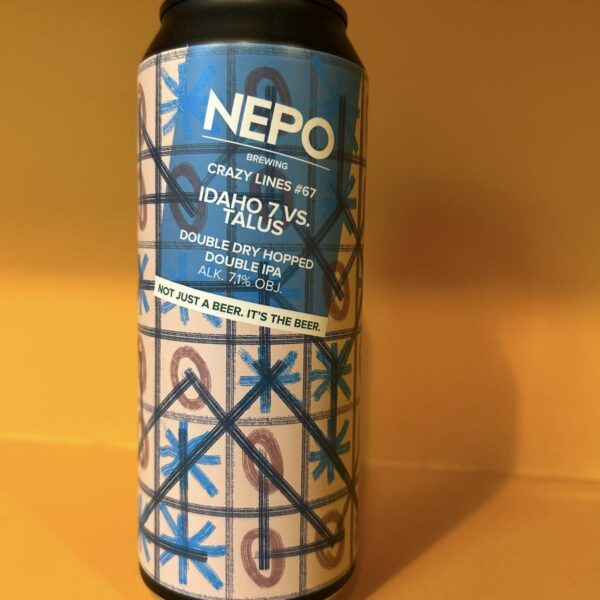 NEPO
BREWING
CRAZY LINES #67
IDAHO 7 VS.
TALUS
DOUBLE DRY HOPPED
DOUBLE IPA
ALK. 7,1% OBJ.
NOT JUST A BEER. IT'S THE BEER.